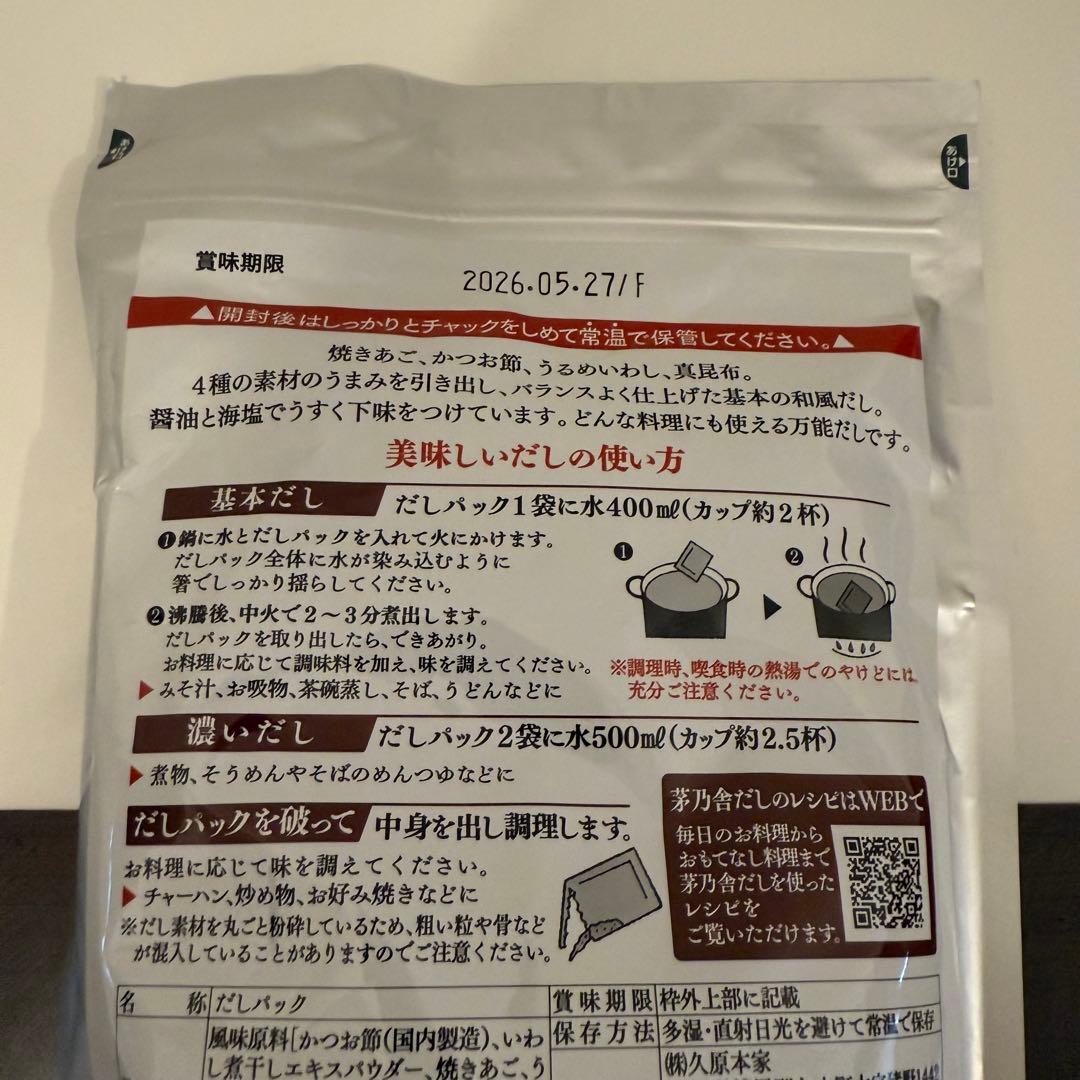 あけ口
賞味期限
2026.05.27/F
▲開封後はしっかりとチャックをしめて常温で保管してください。▲
焼きあご、かつお節、うるめいわし、真昆布。
4種の素材のうまみを引き出し、バランスよく仕上げた基本の和風だし。
醤油と海塩でうすく下味をつけています。どんな料理にも使える万能だしです。
美味しいだしの使い方
基本だし だしパック1袋に水400㎖(カップ約2杯)
❶鍋に水とだしパックを入れて火にかけます。
だしパック全体に水が染み込むように
箸でしっかり揺らしてください。
❷沸騰後、中火で2～3分煮出します。
だしパックを取り出したら、できあがり。
お料理に応じて調味料を加え、味を調えてください。
▶みそ汁、お吸物、茶碗蒸し、そば、うどんなどに
❶ ▶ ❷
※調理時、喫食時の熱湯でのやけどには
充分ご注意ください。
濃いだし だしパック2袋に水500㎖(カップ約2.5杯)
▶煮物、そうめんやそばのめんつゆなどに
だしパックを破って 中身を出し調理します。
お料理に応じて味を調えてください。
▶チャーハン、炒め物、お好み焼きなどに
※だし素材を丸ごと粉砕しているため、粗い粒や骨など
が混入していることがありますのでご注意ください。
茅乃舎だしのレシピはWEBで
毎日のお料理から
おもてなし料理まで
茅乃舎だしを使った
レシピを
ご覧いただけます。
名称 だしパック
風味原料[かつお節(国内製造)、いわ
し煮干しエキスパウダー、焼きあご、う
賞味期限 枠外上部に記載
保存方法 多湿・直射日光を避けて常温で保存
㈱久原本家